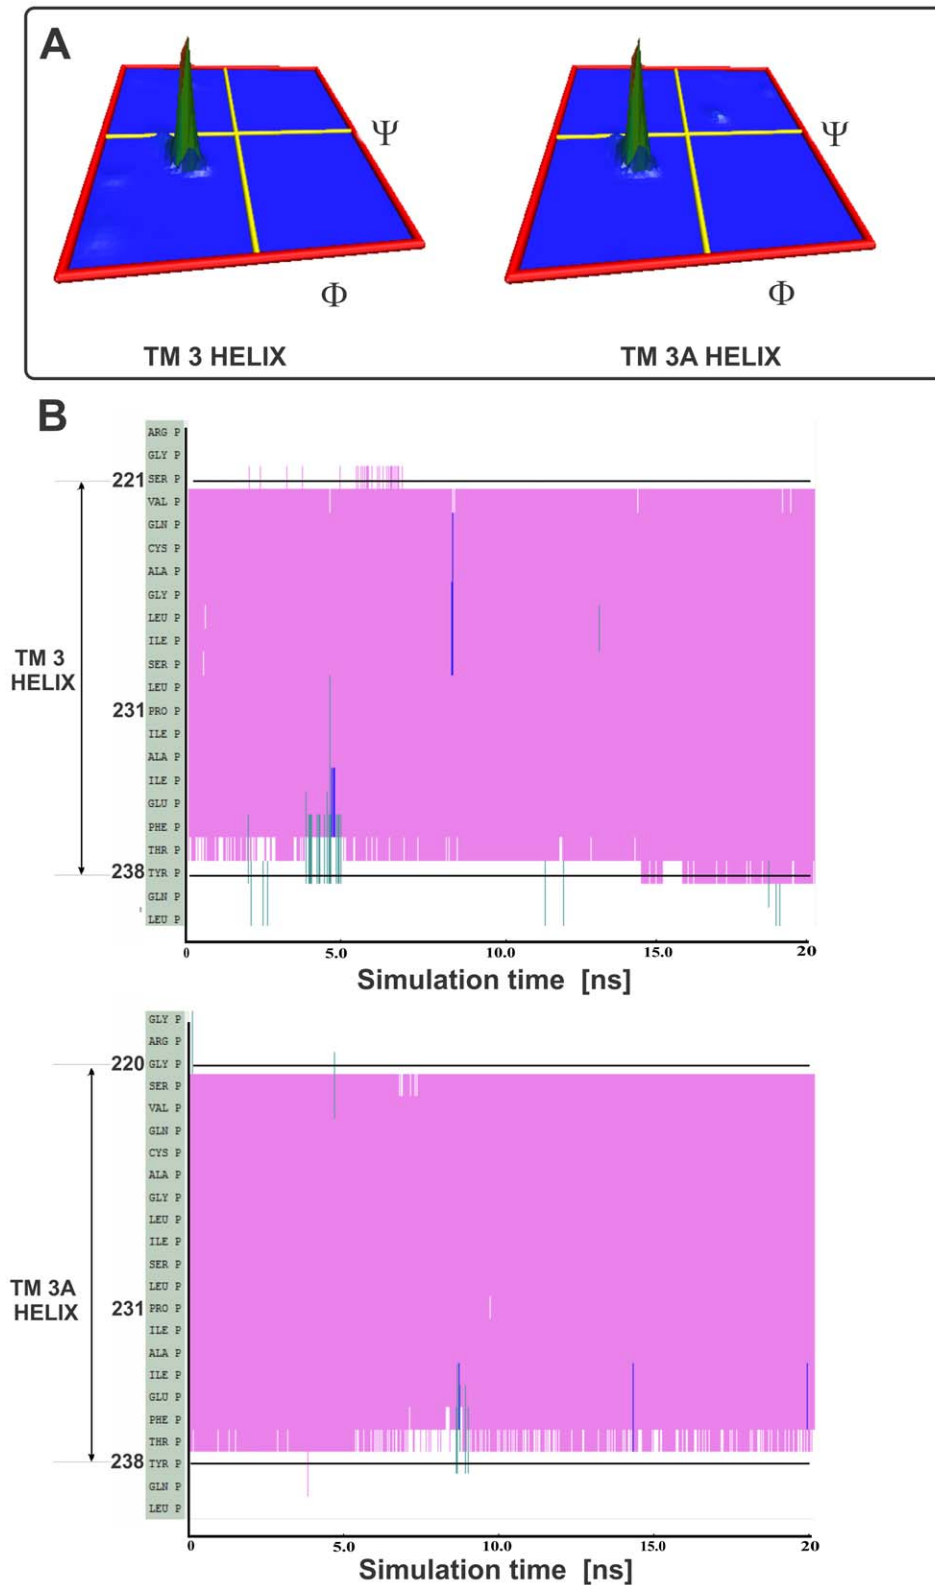 A
Ψ
Ψ
Φ
Φ
TM 3 HELIX
TM 3A HELIX
B
ARG P
GLY P
221 SER P
VAL P
GLN P
CYS P
ALA P
GLY P
LEU P
ILE P
SER P
LEU P
TM 3
HELIX
231 PRO P
ILE P
ALA P
ILE P
GLU P
PHE P
THR P
238 TYR P
GLN P
LEU P
0 5.0 10.0 15.0 20
Simulation time [ns]
GLY P
ARG P
220 GLY P
SER P
VAL P
GLN P
CYS P
ALA P
GLY P
LEU P
ILE P
SER P
LEU P
TM 3A
HELIX
231 PRO P
ILE P
ALA P
ILE P
GLU P
PHE P
THR P
238 TYR P
GLN P
LEU P
0 5.0 10.0 15.0 20
Simulation time [ns]